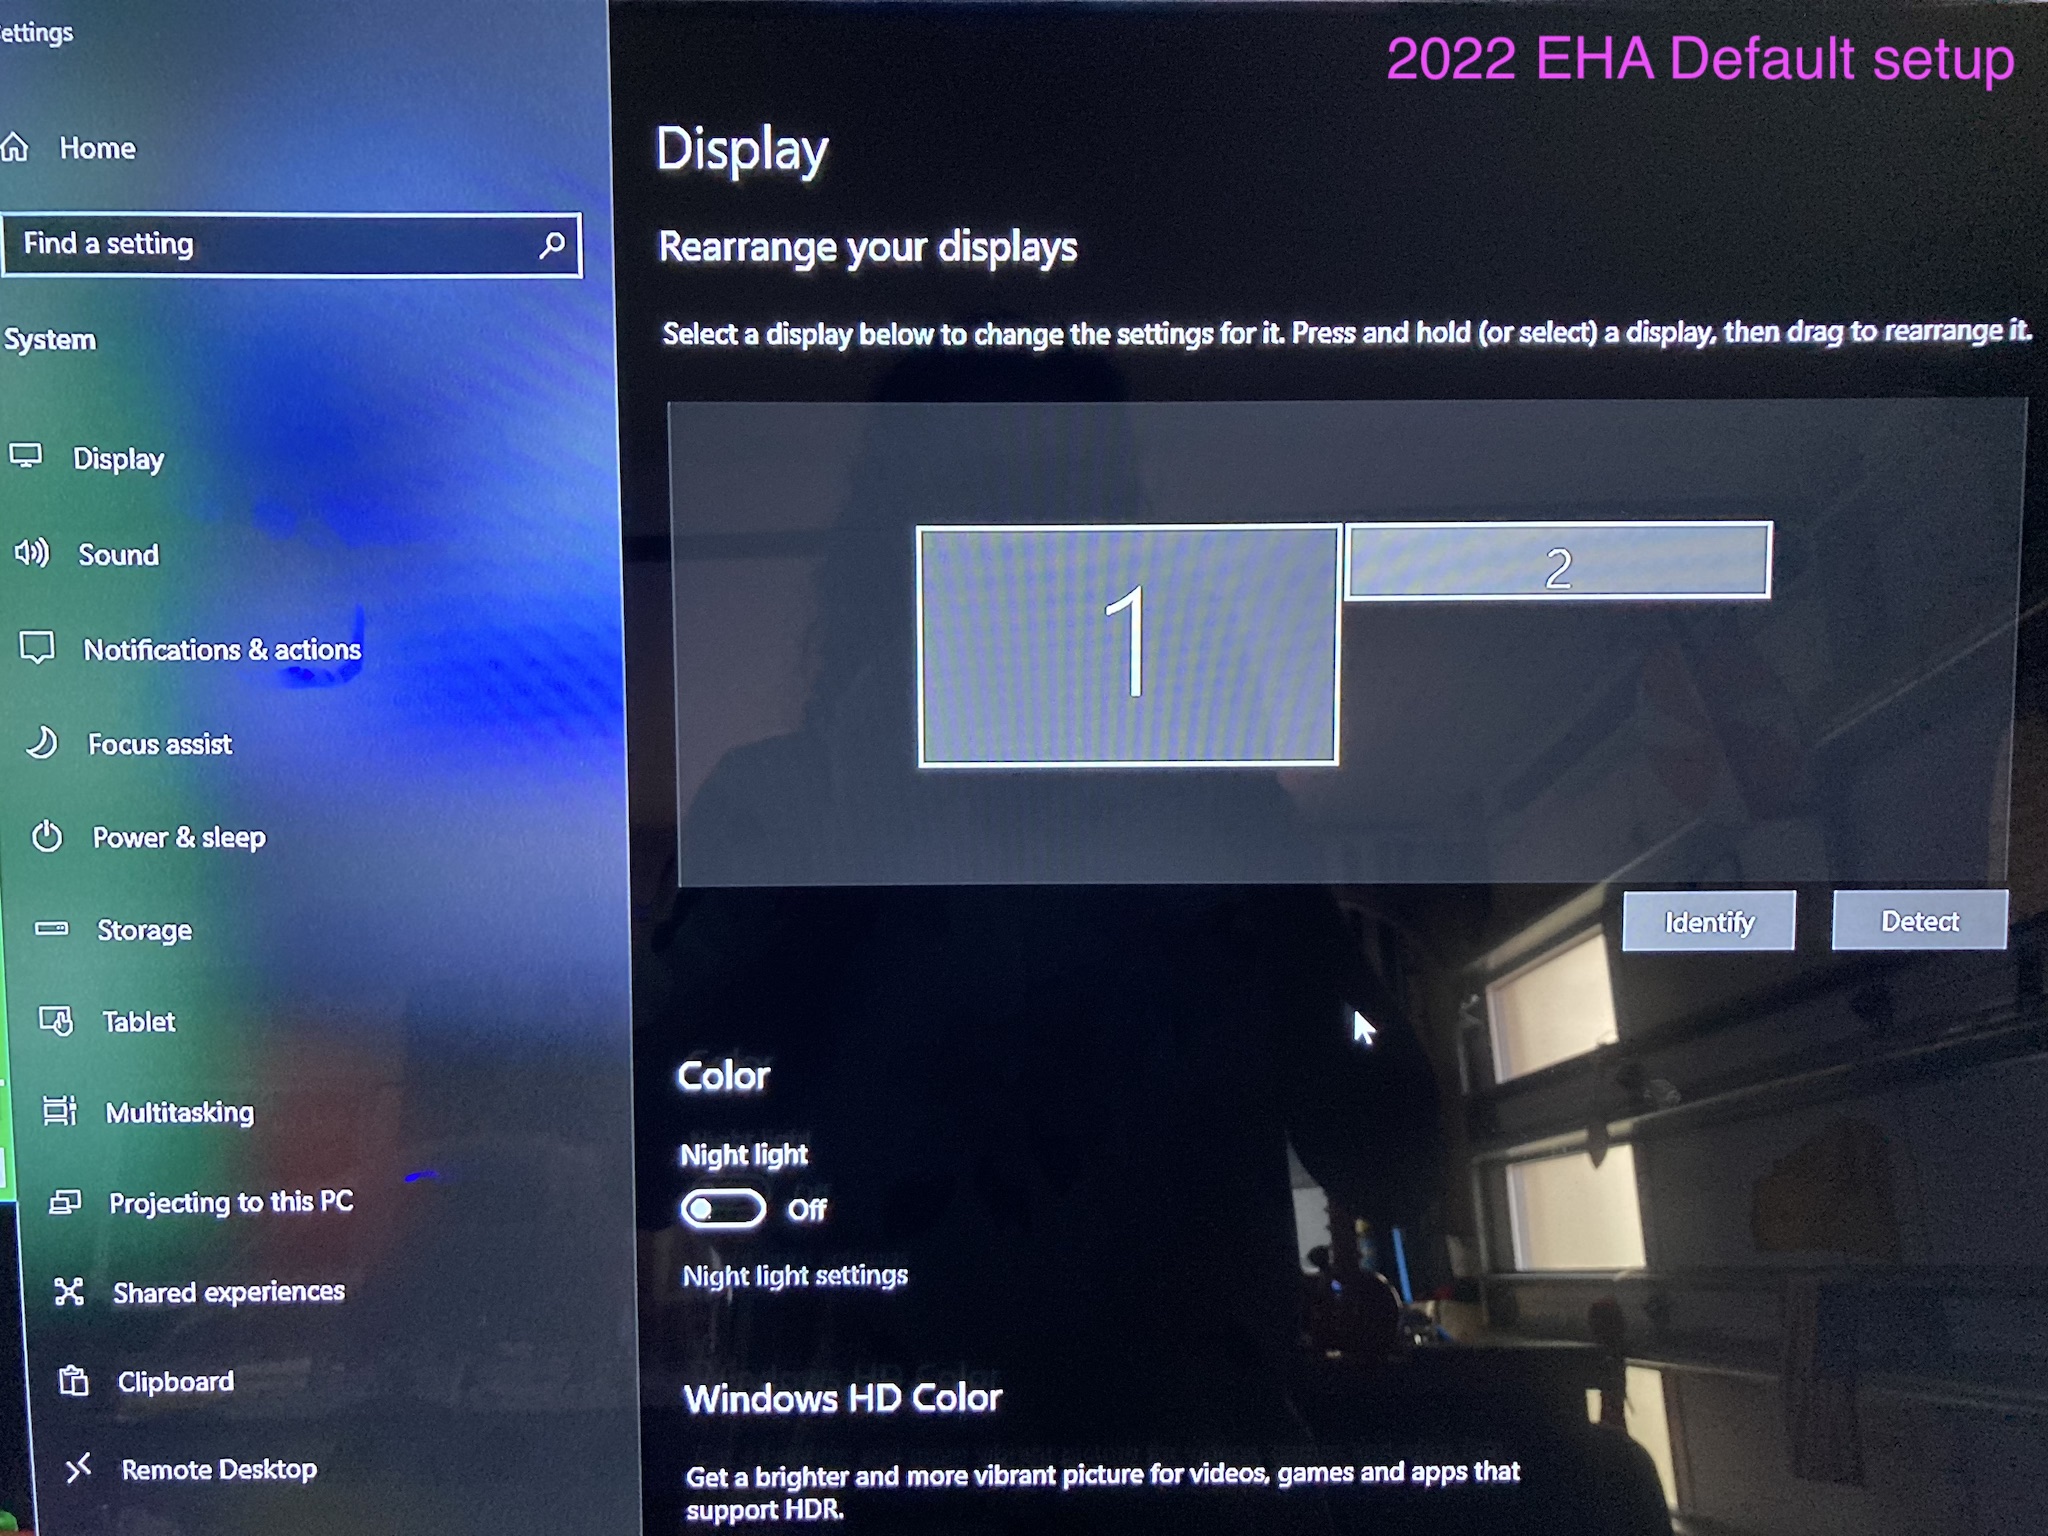 ettings
2022 EHA Default setup
Home
Find a setting
System
Display
Sound
Notifications & actions
Focus assist
Power & sleep
Storage
Tablet
Multitasking
Projecting to this PC
Shared experiences
Clipboard
Remote Desktop
Display
Rearrange your displays
Select a display below to change the settings for it. Press and hold (or select) a display, then drag to rearrange it.
1
2
Identify
Detect
Color
Night light
Off
Night light settings
Windows HD Color
Get a brighter and more vibrant picture for videos, games and apps that
support HDR.